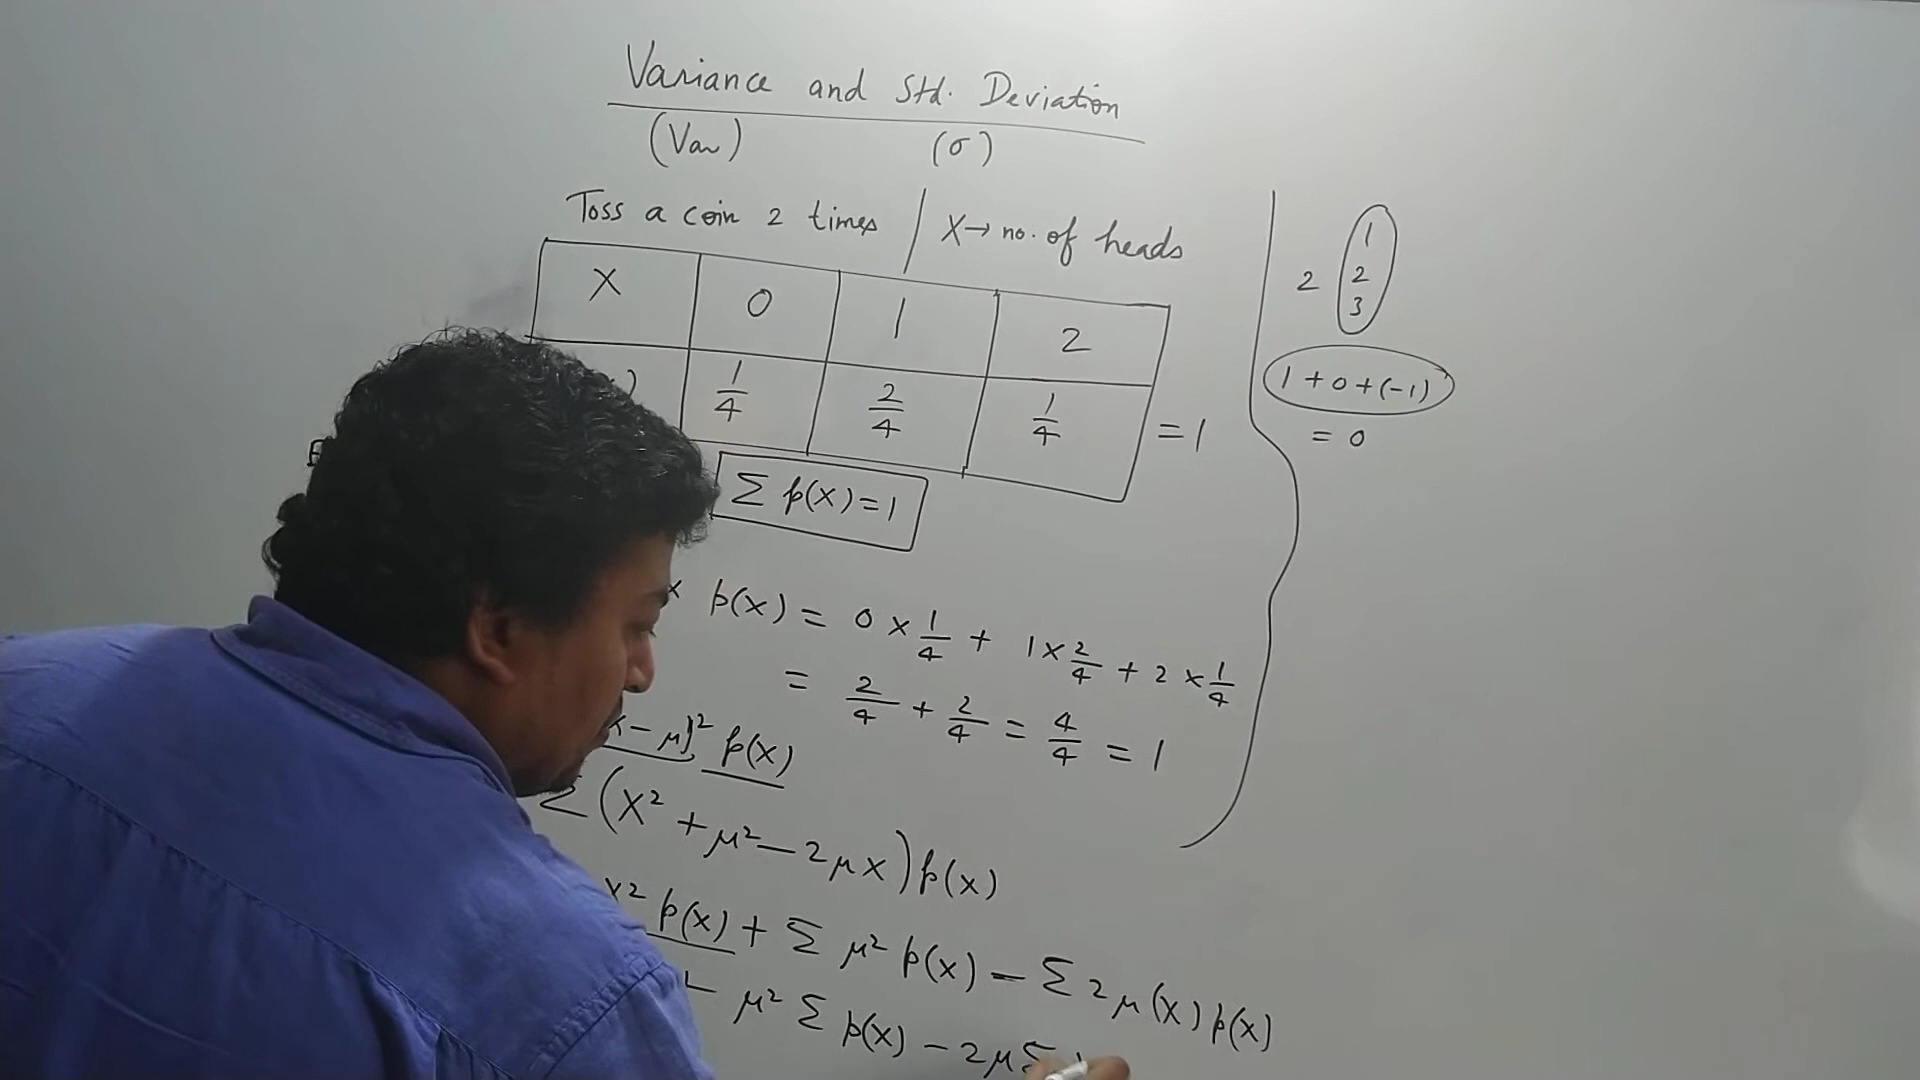 Variance and Std. Deviation
(Var) (σ)
Toss a coin 2 times / X → no. of heads
X 0 1 2
1/4 2/4 1/4 = 1
Σ p(x) = 1
x p(x) = 0 × 1/4 + 1 × 2/4 + 2 × 1/4
= 2/4 + 2/4 = 4/4 = 1
x - μ)² p(x)
Σ (x² + μ² - 2μx) p(x)
x² p(x) + Σ μ² p(x) - Σ 2μ(x) p(x)
μ² Σ p(x) - 2μ Σ
1
2 2
3
1 + 0 + (-1)
= 0